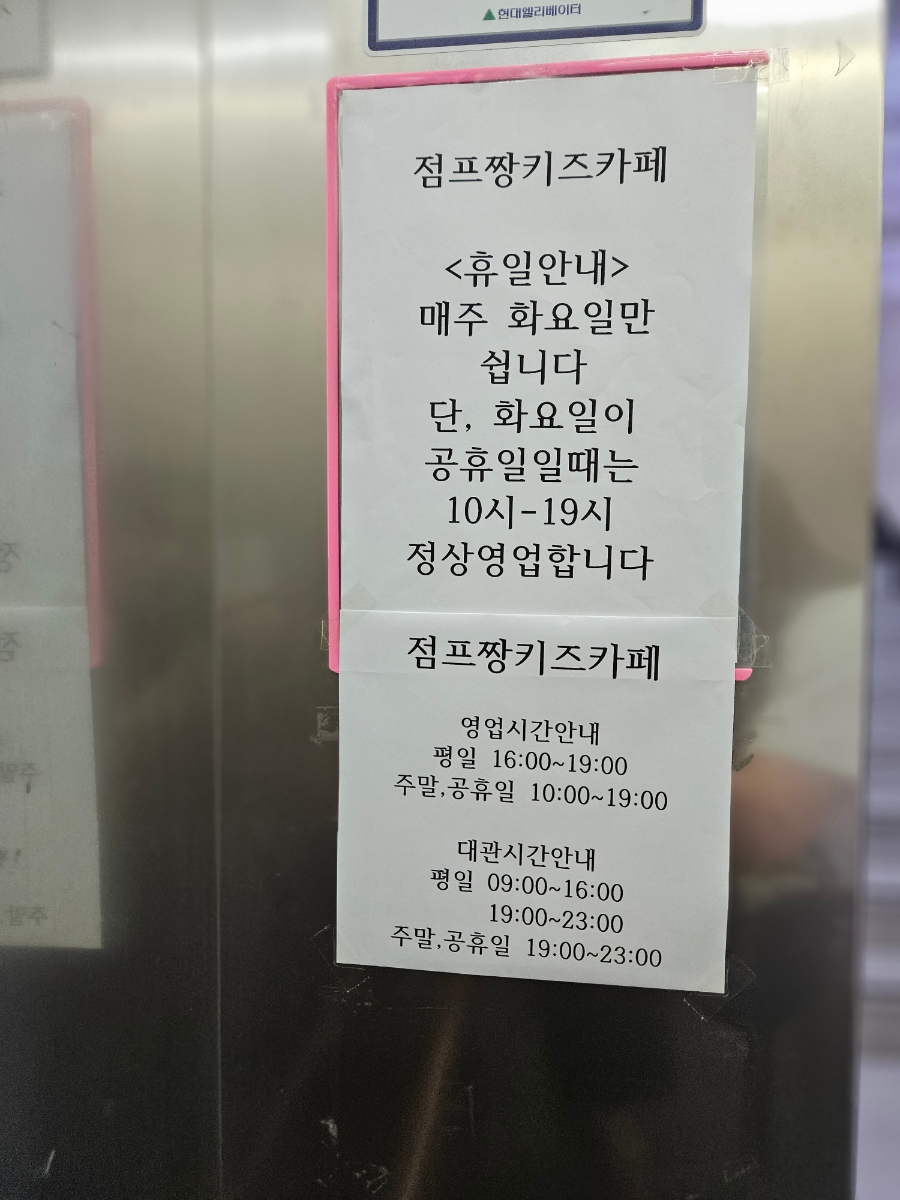 ▲현대엘리베이터
점프짱키즈카페
<휴일안내>
매주 화요일만
쉽니다
단, 화요일이
공휴일일때는
10시-19시
정상영업합니다
점프짱키즈카페
영업시간안내
평일 16:00~19:00
주말,공휴일 10:00~19:00
대관시간안내
평일 09:00~16:00
19:00~23:00
주말,공휴일 19:00~23:00